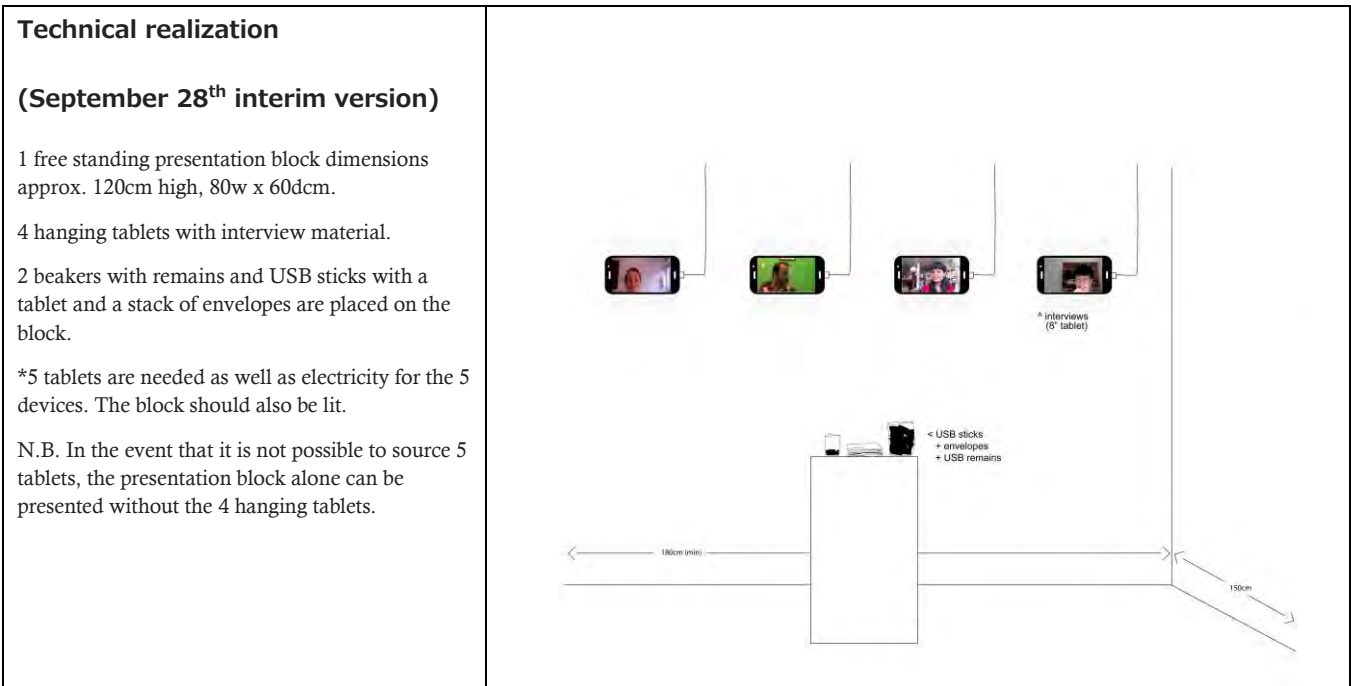 Technical realization
(September 28th interim version)
1 free standing presentation block dimensions
approx. 120cm high, 80w x 60dcm.
4 hanging tablets with interview material.
2 beakers with remains and USB sticks with a
tablet and a stack of envelopes are placed on the
block.
*5 tablets are needed as well as electricity for the 5
devices. The block should also be lit.
N.B. In the event that it is not possible to source 5
tablets, the presentation block alone can be
presented without the 4 hanging tablets.
^ interviews
(8" tablet)
< USB sticks
+ envelopes
+ USB remains
180cm (min)
150cm